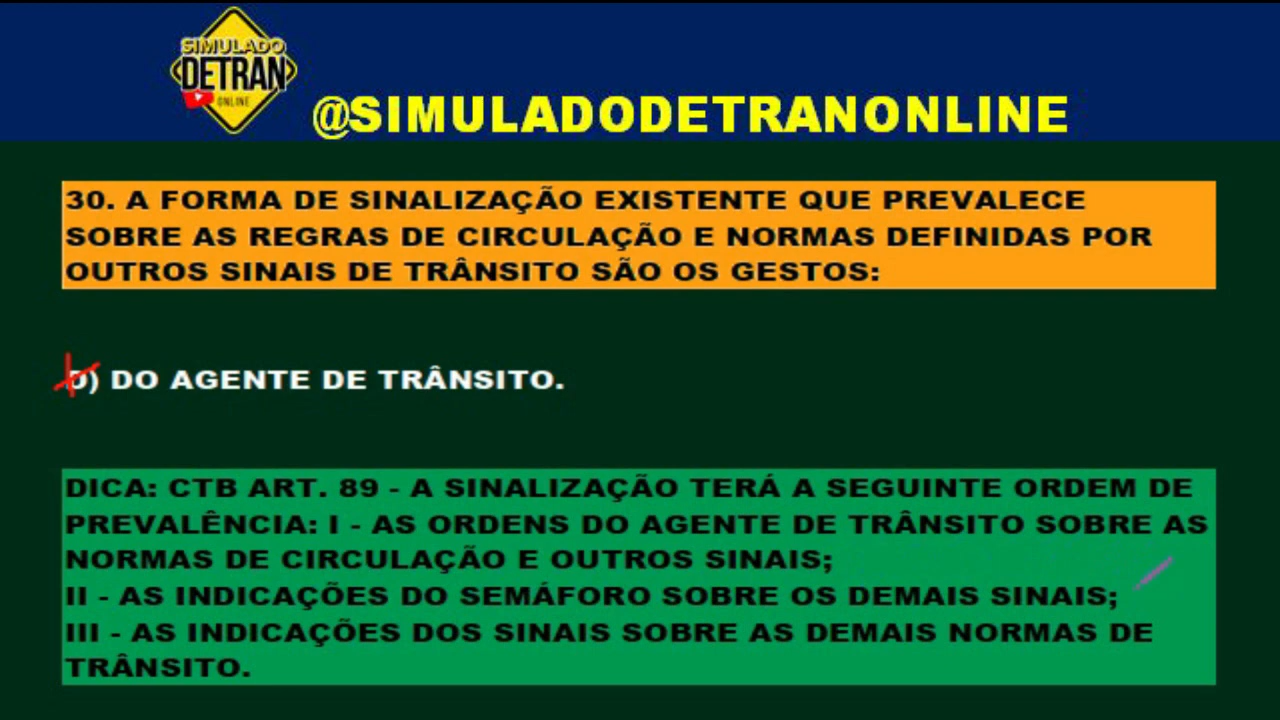 SIMULADO
DETRAN
ONLINE
@SIMULADODETRANONLINE
30. A FORMA DE SINALIZAÇÃO EXISTENTE QUE PREVALECE
SOBRE AS REGRAS DE CIRCULAÇÃO E NORMAS DEFINIDAS POR
OUTROS SINAIS DE TRÂNSITO SÃO OS GESTOS:
D) DO AGENTE DE TRÂNSITO.
DICA: CTB ART. 89 - A SINALIZAÇÃO TERÁ A SEGUINTE ORDEM DE
PREVALÊNCIA: I - AS ORDENS DO AGENTE DE TRÂNSITO SOBRE AS
NORMAS DE CIRCULAÇÃO E OUTROS SINAIS;
II - AS INDICAÇÕES DO SEMÁFORO SOBRE OS DEMAIS SINAIS;
III - AS INDICAÇÕES DOS SINAIS SOBRE AS DEMAIS NORMAS DE
TRÂNSITO.